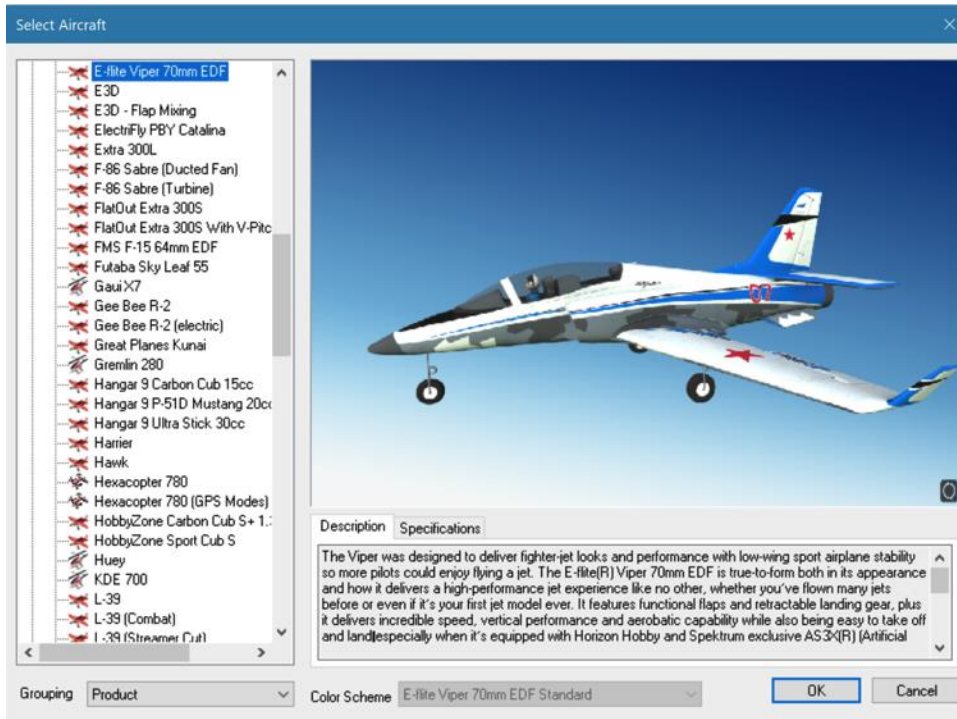 Select Aircraft
E-flite Viper 70mm EDF
E3D
E3D - Flap Mixing
ElectriFly PBY Catalina
Extra 300L
F-86 Sabre (Ducted Fan)
F-86 Sabre (Turbine)
FlatOut Extra 300S
FlatOut Extra 300S With V-Pitc
FMS F-15 64mm EDF
Futaba Sky Leaf 55
Gaui X7
Gee Bee R-2
Gee Bee R-2 (electric)
Great Planes Kunai
Gremlin 280
Hangar 9 Carbon Cub 15cc
Hangar 9 P-51D Mustang 20cc
Hangar 9 Ultra Stick 30cc
Harrier
Hawk
Hexacopter 780
Hexacopter 780 (GPS Modes)
HobbyZone Carbon Cub S+ 1.
HobbyZone Sport Cub S
Huey
KDE 700
L-39
L-39 (Combat)
L-39 (Streamer Cut)
07
Description Specifications
The Viper was designed to deliver fighter-jet looks and performance with low-wing sport airplane stability
so more pilots could enjoy flying a jet. The E-flite(R) Viper 70mm EDF is true-to-form both in its appearance
and how it delivers a high-performance jet experience like no other, whether you've flown many jets
before or even if it's your first jet model ever. It features functional flaps and retractable landing gear, plus
it delivers incredible speed, vertical performance and aerobatic capability while also being easy to take off
and land|especially when it's equipped with Horizon Hobby and Spektrum exclusive AS3X(R) (Artificial
Grouping Product
Color Scheme E-flite Viper 70mm EDF Standard
OK Cancel